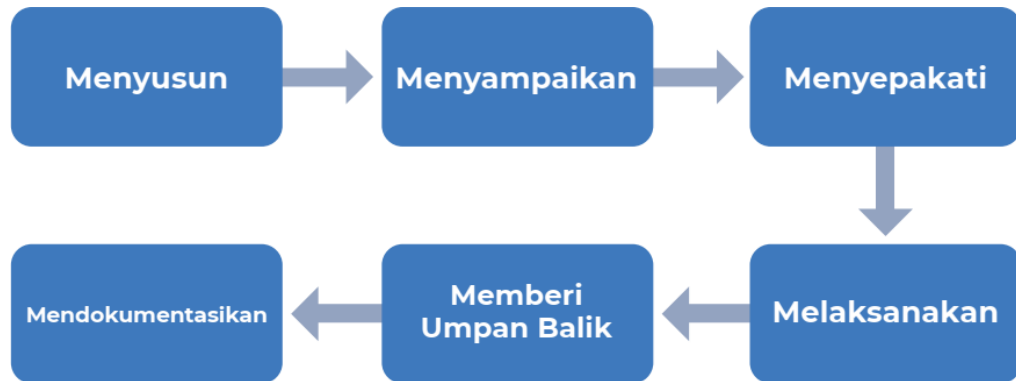 Menyusun
Menyampaikan
Menyepakati
Melaksanakan
Memberi
Umpan Balik
Mendokumentasikan